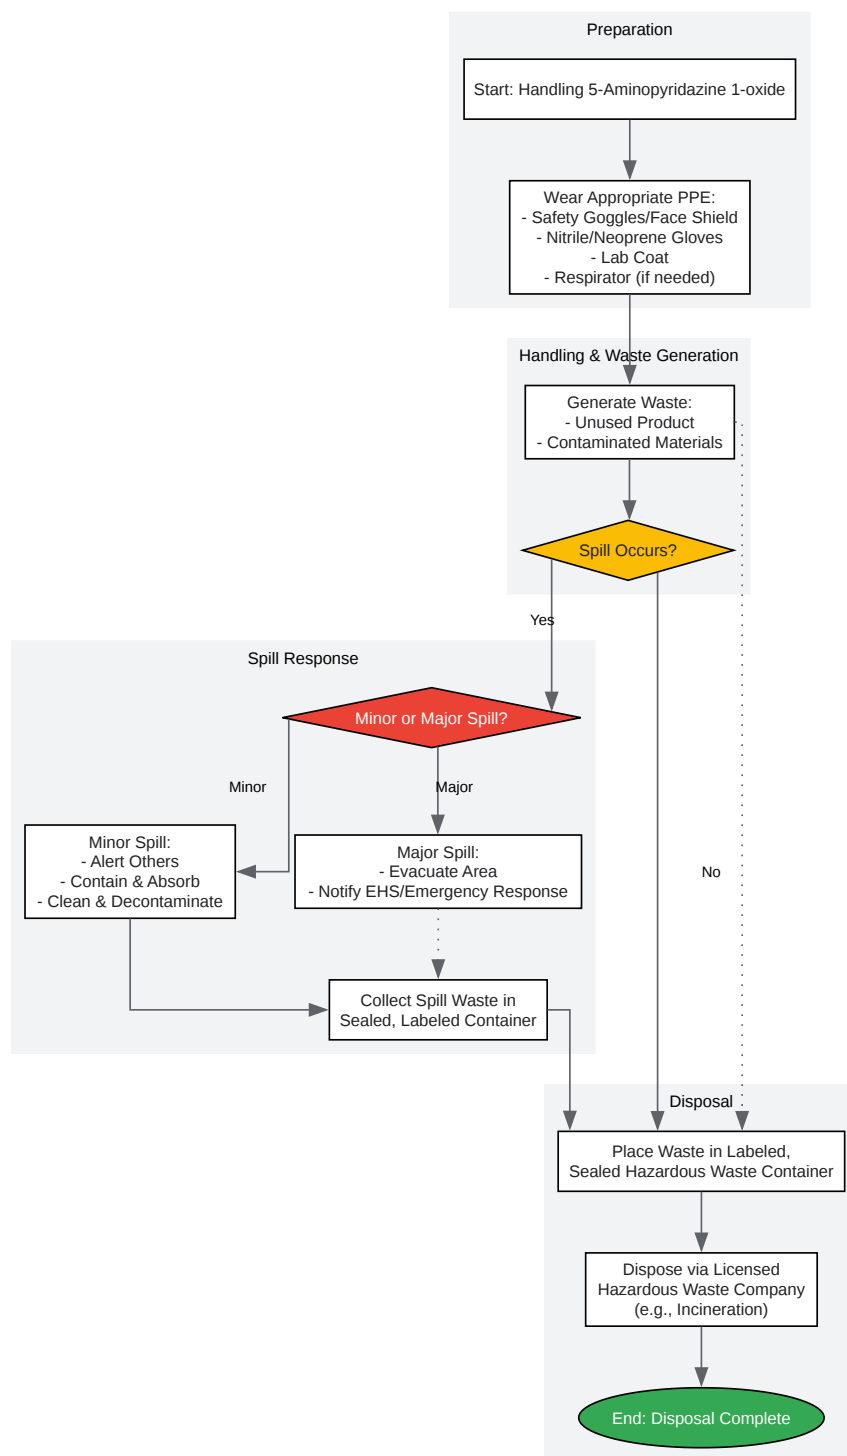 Preparation
Start: Handling 5-Aminopyridazine 1-oxide
Wear Appropriate PPE:
- Safety Goggles/Face Shield
- Nitrile/Neoprene Gloves
- Lab Coat
- Respirator (if needed)
Handling & Waste Generation
Generate Waste:
- Unused Product
- Contaminated Materials
Spill Occurs?
Yes
Spill Response
Minor or Major Spill?
Minor
Major
Minor Spill:
- Alert Others
- Contain & Absorb
- Clean & Decontaminate
Major Spill:
- Evacuate Area
- Notify EHS/Emergency Response
No
Collect Spill Waste in
Sealed, Labeled Container
Disposal
Place Waste in Labeled,
Sealed Hazardous Waste Container
Dispose via Licensed
Hazardous Waste Company
(e.g., Incineration)
End: Disposal Complete